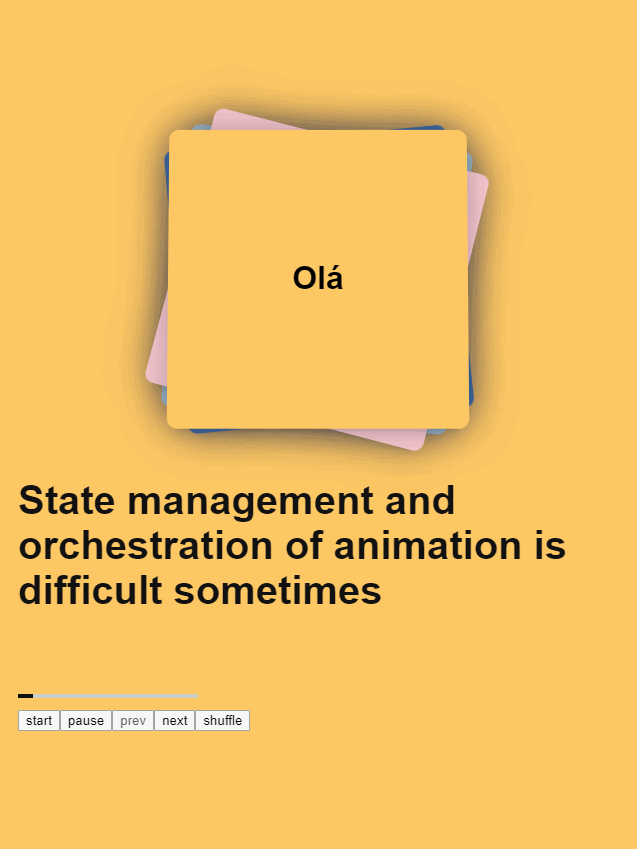 Olá
State management and
orchestration of animation is
difficult sometimes
start pause prev next shuffle